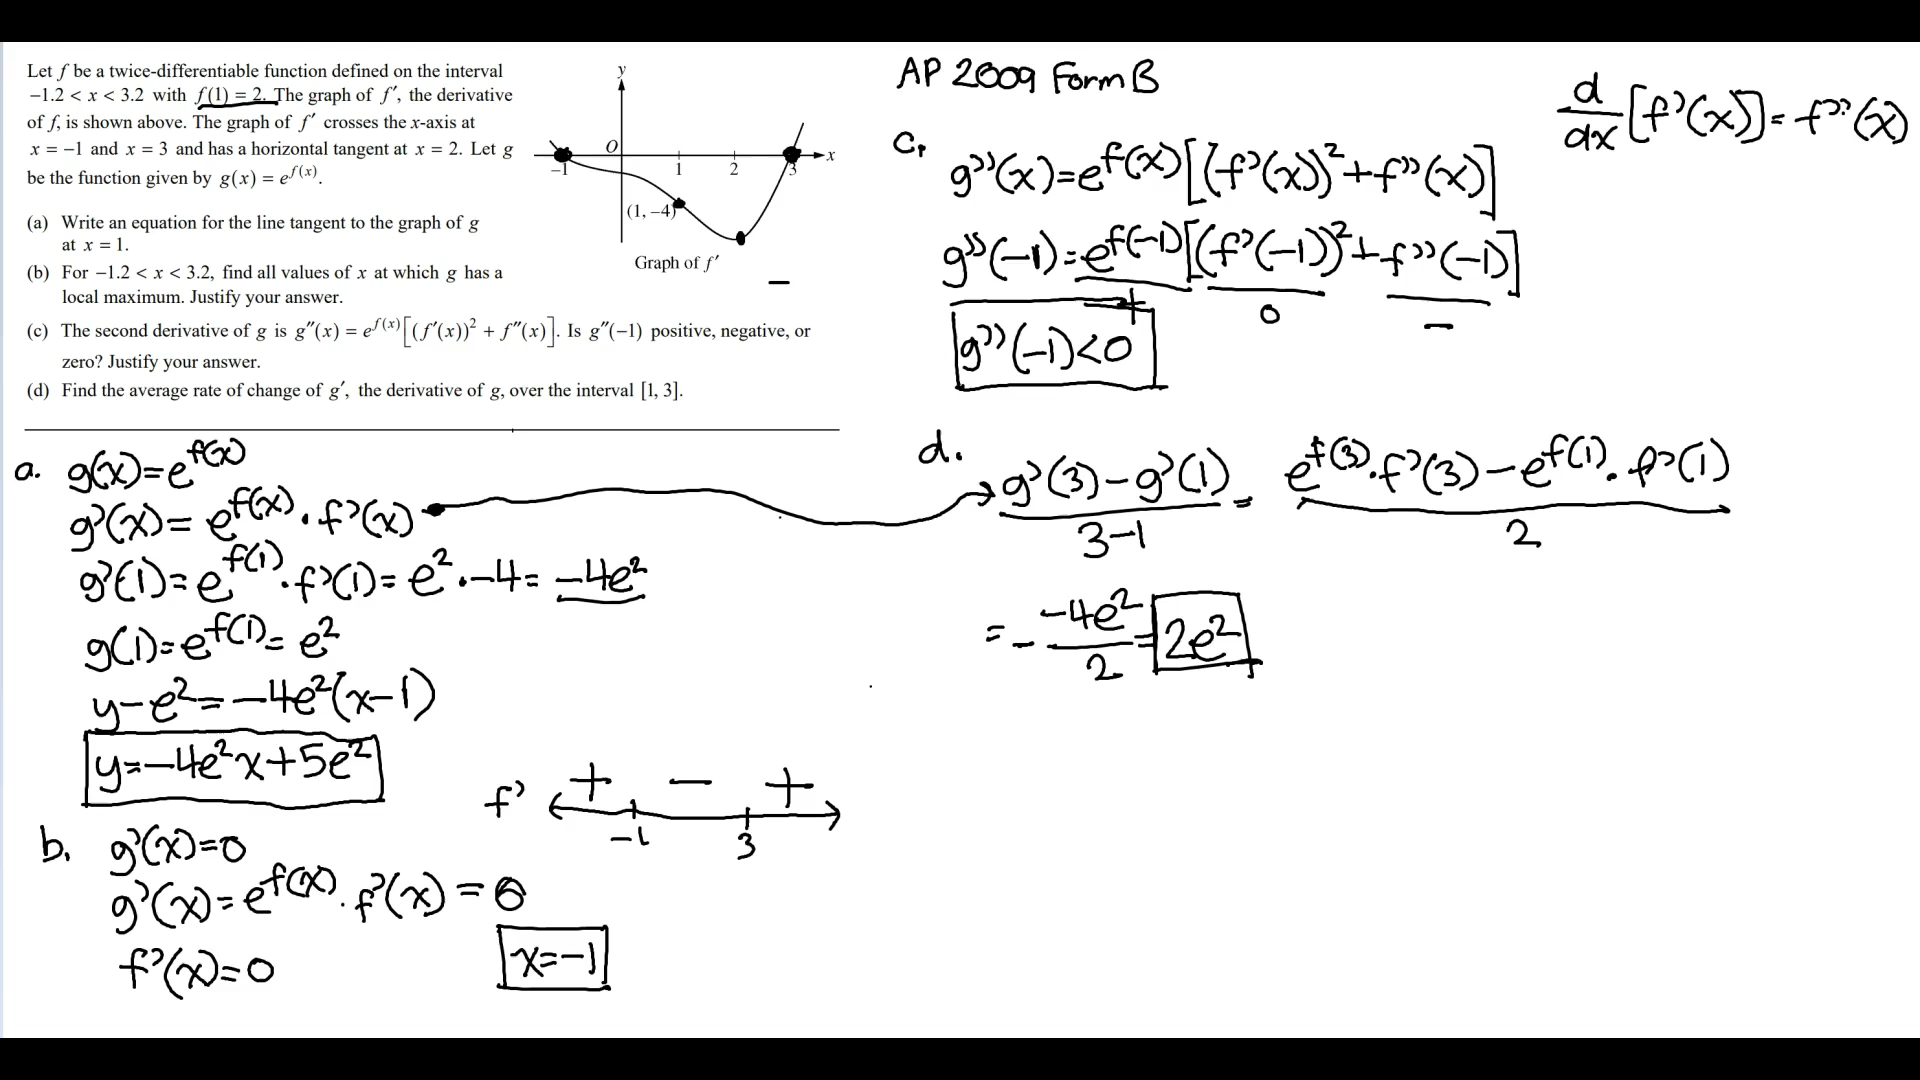 Let f be a twice-differentiable function defined on the interval
−1.2 < x < 3.2 with f(1) = 2. The graph of f′, the derivative
of f, is shown above. The graph of f′ crosses the x-axis at
x = −1 and x = 3 and has a horizontal tangent at x = 2. Let g
be the function given by g(x) = e^{f(x)}.
(a) Write an equation for the line tangent to the graph of g
at x = 1.
(b) For −1.2 < x < 3.2, find all values of x at which g has a
local maximum. Justify your answer.
(c) The second derivative of g is g″(x) = e^{f(x)}[(f′(x))² + f″(x)]. Is g″(−1) positive, negative, or
zero? Justify your answer.
(d) Find the average rate of change of g′, the derivative of g, over the interval [1, 3].
y
O
x
−1 1 2 3
(1, −4)
Graph of f′
−
a. g(x)=e^{f(x)}
g'(x)=e^{f(x)}·f'(x)
g'(1)=e^{f(1)}·f'(1)=e²·−4=−4e²
g(1)=e^{f(1)}=e²
y−e²=−4e²(x−1)
y=−4e²x+5e²
f' + − +
−1 3
b. g'(x)=0
g'(x)=e^{f(x)}·f'(x)=0
f'(x)=0
x=−1
AP 2009 Form B
d/dx[f'(x)]=f''(x)
c. g''(x)=e^{f(x)}[(f'(x))²+f''(x)]
g''(−1)=e^{f(−1)}[(f'(−1))²+f''(−1)]
+ 0 −
g''(−1)<0
d. g'(3)−g'(1)/3−1 = e^{f(3)}·f'(3)−e^{f(1)}·f'(1)/2
=− −4e²/2 = 2e²